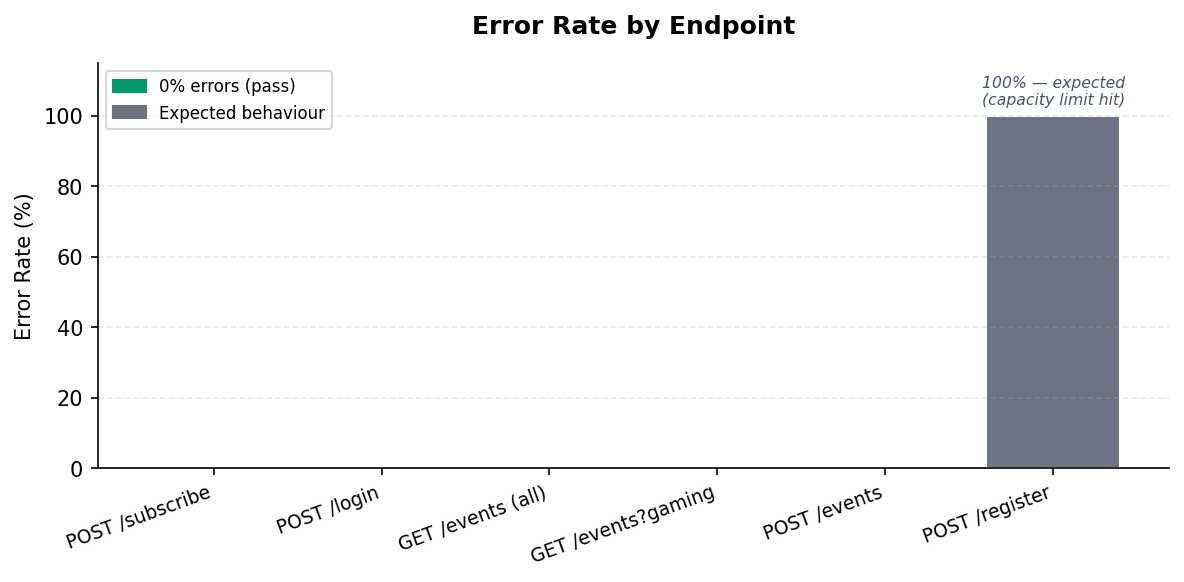 Error Rate by Endpoint
0% errors (pass)
Expected behaviour
100% — expected
(capacity limit hit)
Error Rate (%)
100
80
60
40
20
0
POST /subscribe
POST /login
GET /events (all)
GET /events?gaming
POST /events
POST /register